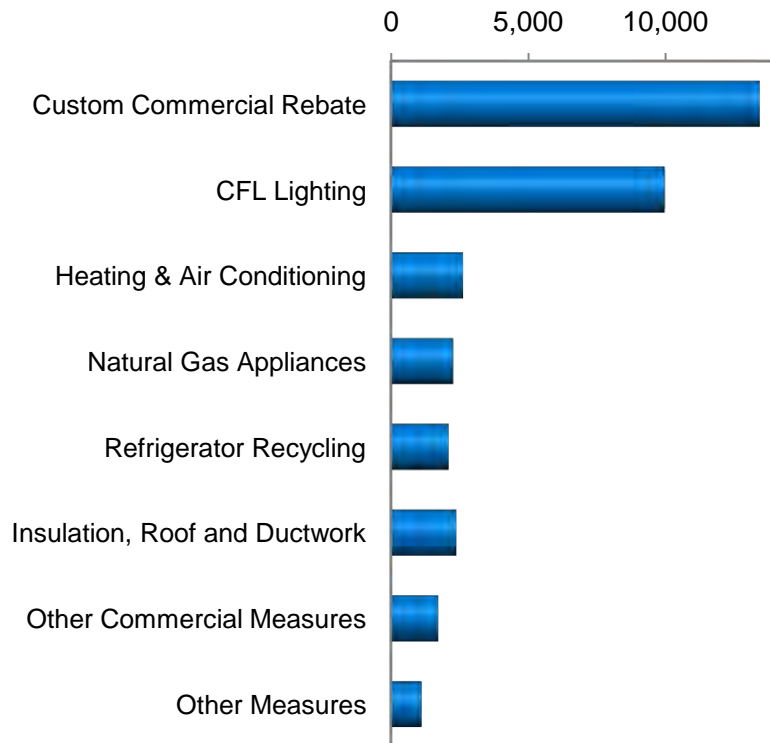 0 5,000 10,000
Custom Commercial Rebate
CFL Lighting
Heating & Air Conditioning
Natural Gas Appliances
Refrigerator Recycling
Insulation, Roof and Ductwork
Other Commercial Measures
Other Measures